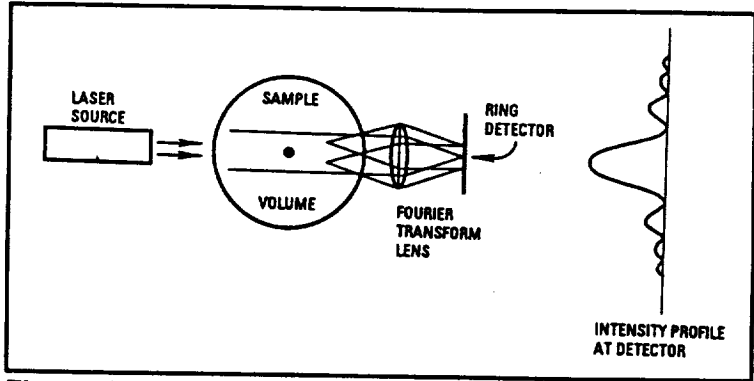 LASER
SOURCE
SAMPLE
VOLUME
FOURIER
TRANSFORM
LENS
RING
DETECTOR
INTENSITY PROFILE
AT DETECTOR